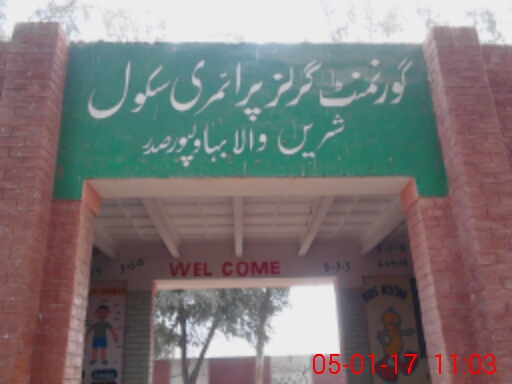 گورنمنٹ گرلز پرائمری سکول
شریں والا بہاولپور صدر
WEL COME
05-01-17 11:03